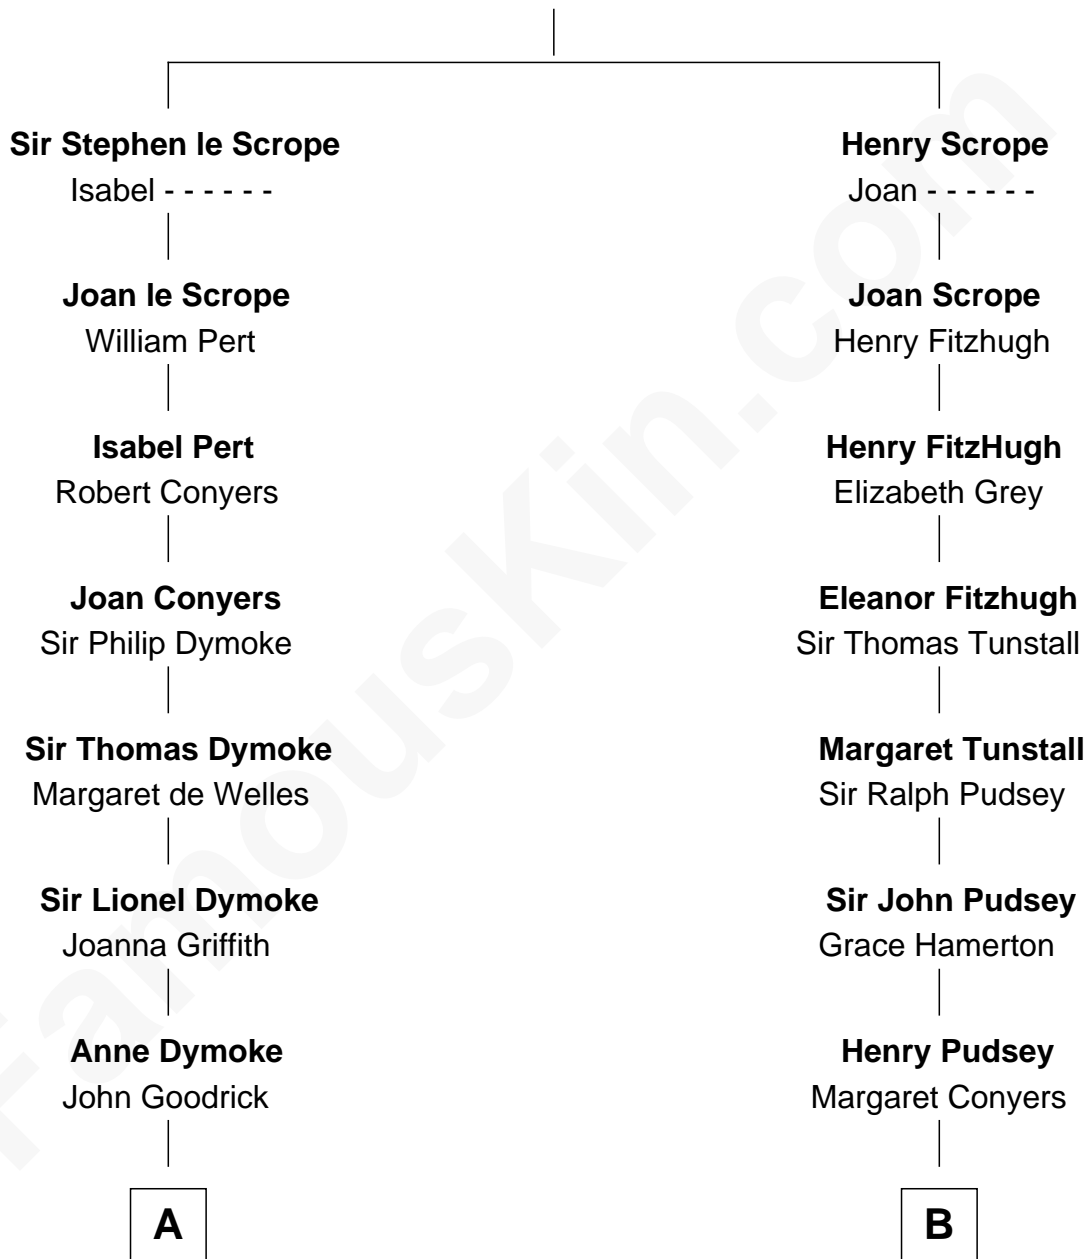 Sir Stephen le Scrope
Isabel - - - - - -
Joan le Scrope
William Pert
Isabel Pert
Robert Conyers
Joan Conyers
Sir Philip Dymoke
Sir Thomas Dymoke
Margaret de Welles
Sir Lionel Dymoke
Joanna Griffith
Anne Dymoke
John Goodrick
A
Henry Scrope
Joan - - - - - -
Joan Scrope
Henry Fitzhugh
Henry FitzHugh
Elizabeth Grey
Eleanor Fitzhugh
Sir Thomas Tunstall
Margaret Tunstall
Sir Ralph Pudsey
Sir John Pudsey
Grace Hamerton
Henry Pudsey
Margaret Conyers
B
FamousKin.com